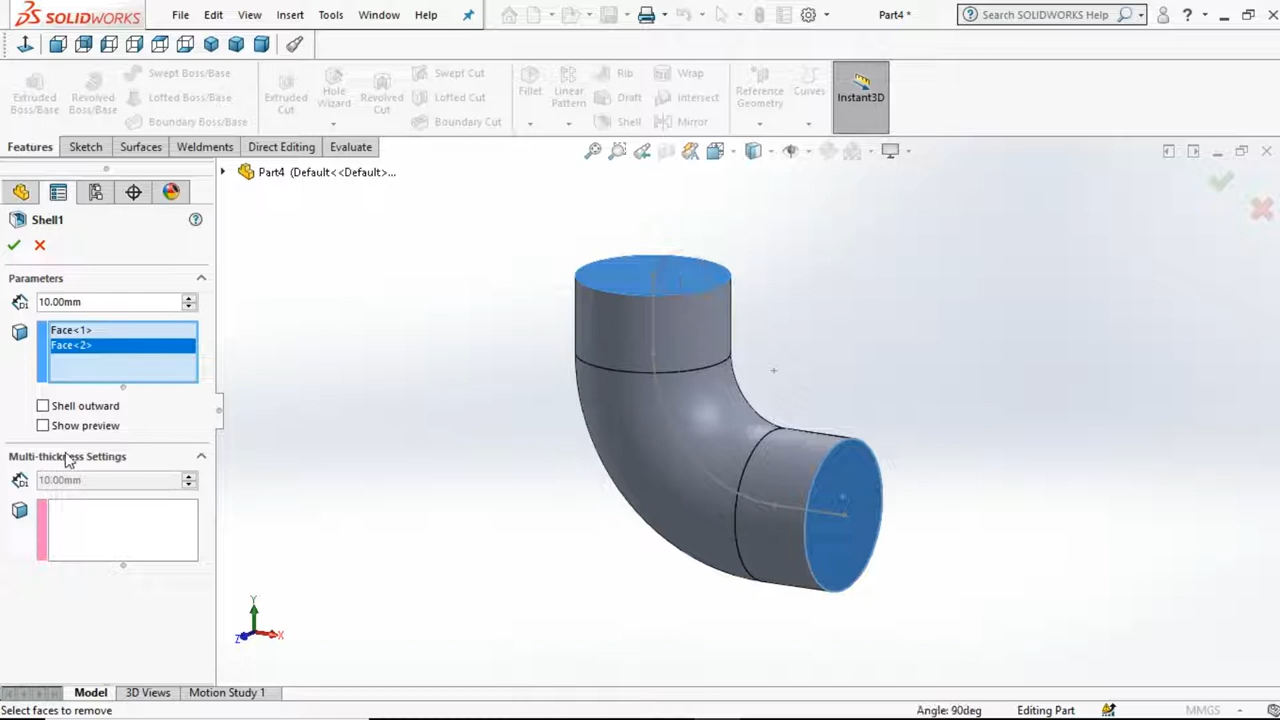 SOLIDWORKS File Edit View Insert Tools Window Help Part4 * Search SOLIDWORKS Help ?
Extruded Boss/Base
Revolved Boss/Base
Swept Boss/Base
Lofted Boss/Base
Boundary Boss/Base
Extruded Cut
Hole Wizard
Revolved Cut
Swept Cut
Lofted Cut
Boundary Cut
Fillet
Linear Pattern
Rib
Draft
Shell
Wrap
Intersect
Mirror
Reference Geometry
Curves
Instant3D
Features Sketch Surfaces Weldments Direct Editing Evaluate
Part4 (Default<<Default>...
Shell1
Parameters
10.00mm
Face<1>
Face<2>
Shell outward
Show preview
Multi-thickness Settings
10.00mm
Y
Z X
Model 3D Views Motion Study 1
Select faces to remove Angle: 90deg Editing Part MMGS